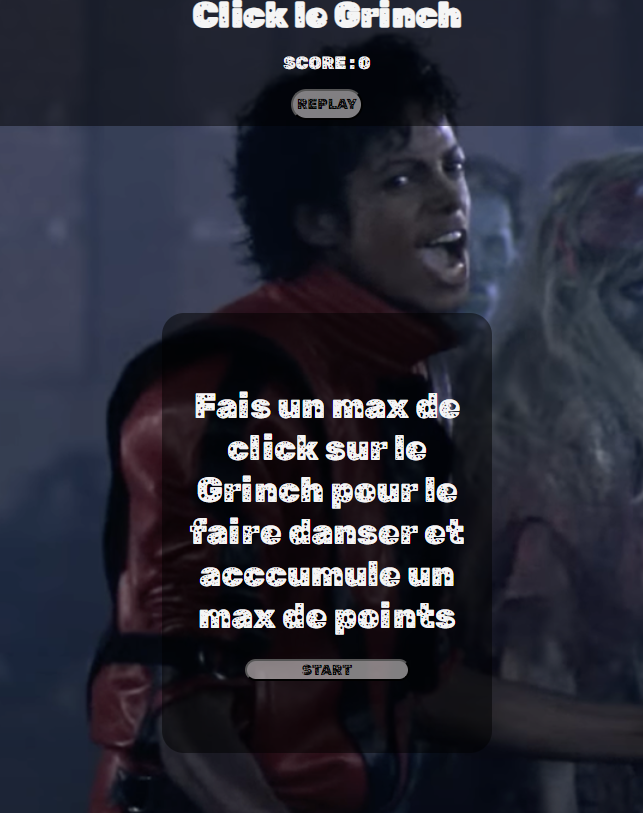 Click le Grinch
SCORE : 0
REPLAY
Fais un max de
click sur le
Grinch pour le
faire danser et
acccumule un
max de points
START